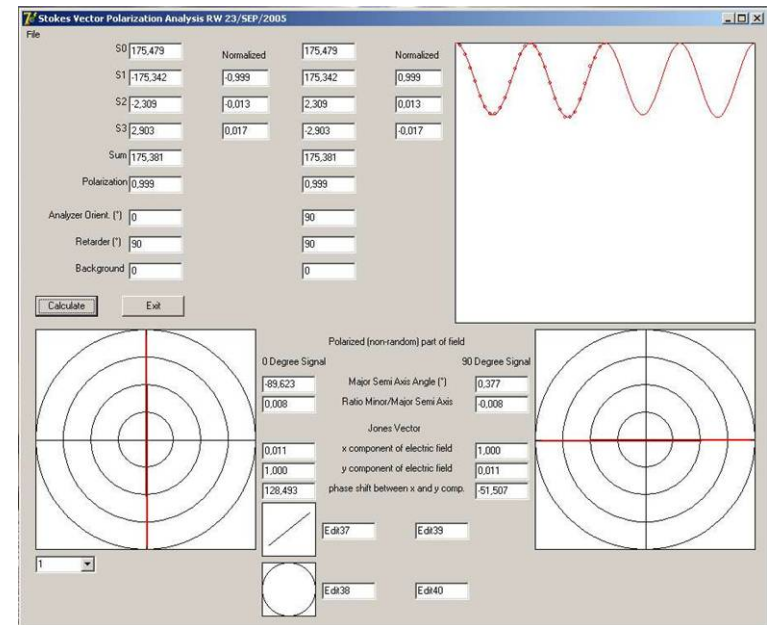 Stokes Vector Polarization Analysis RW 23/SEP/2005
File
S0 175,479 Normalized 175,479 Normalized
S1 -175,342 -0,999 175,342 0,999
S2 -2,309 -0,013 2,309 0,013
S3 2,903 0,017 -2,903 -0,017
Sum 175,381 175,381
Polarization 0,999 0,999
Analyzer Orient. (°) 0 90
Retarder (°) 90 90
Background 0 0
Calculate Exit
Polarized (non-random) part of field
0 Degree Signal 90 Degree Signal
-89,623 Major Semi Axis Angle (°) 0,377
0,008 Ratio Minor/Major Semi Axis -0,008
Jones Vector
0,011 x component of electric field 1,000
1,000 y component of electric field 0,011
128,493 phase shift between x and y comp. -51,507
Edit37 Edit39
1
Edit38 Edit40